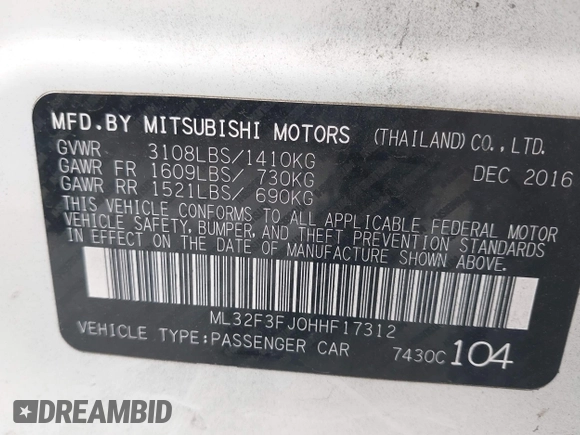 MFD.BY MITSUBISHI MOTORS (THAILAND)CO.,LTD.
GVWR 3108LBS/1410KG
GAWR FR 1609LBS/ 730KG DEC 2016
GAWR RR 1521LBS/ 690KG
THIS VEHICLE CONFORMS TO ALL APPLICABLE FEDERAL MOTOR
VEHICLE SAFETY, BUMPER, AND THEFT PREVENTION STANDARDS
IN EFFECT ON THE DATE OF MANUFACTURE SHOWN ABOVE.
ML32F3FJ0HHF17312
VEHICLE TYPE:PASSENGER CAR 7430C 104
DREAMBID